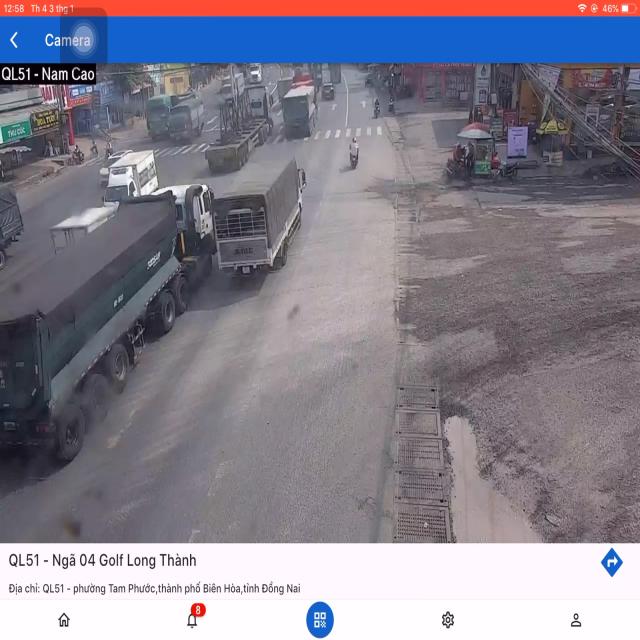 12:58 Th 4 3 thg 1
46%
Camera
QL51 - Nam Cao
THU CÚC
QL51 - Ngã 04 Golf Long Thành
Địa chỉ: QL51 - phường Tam Phước,thành phố Biên Hòa,tỉnh Đồng Nai
8